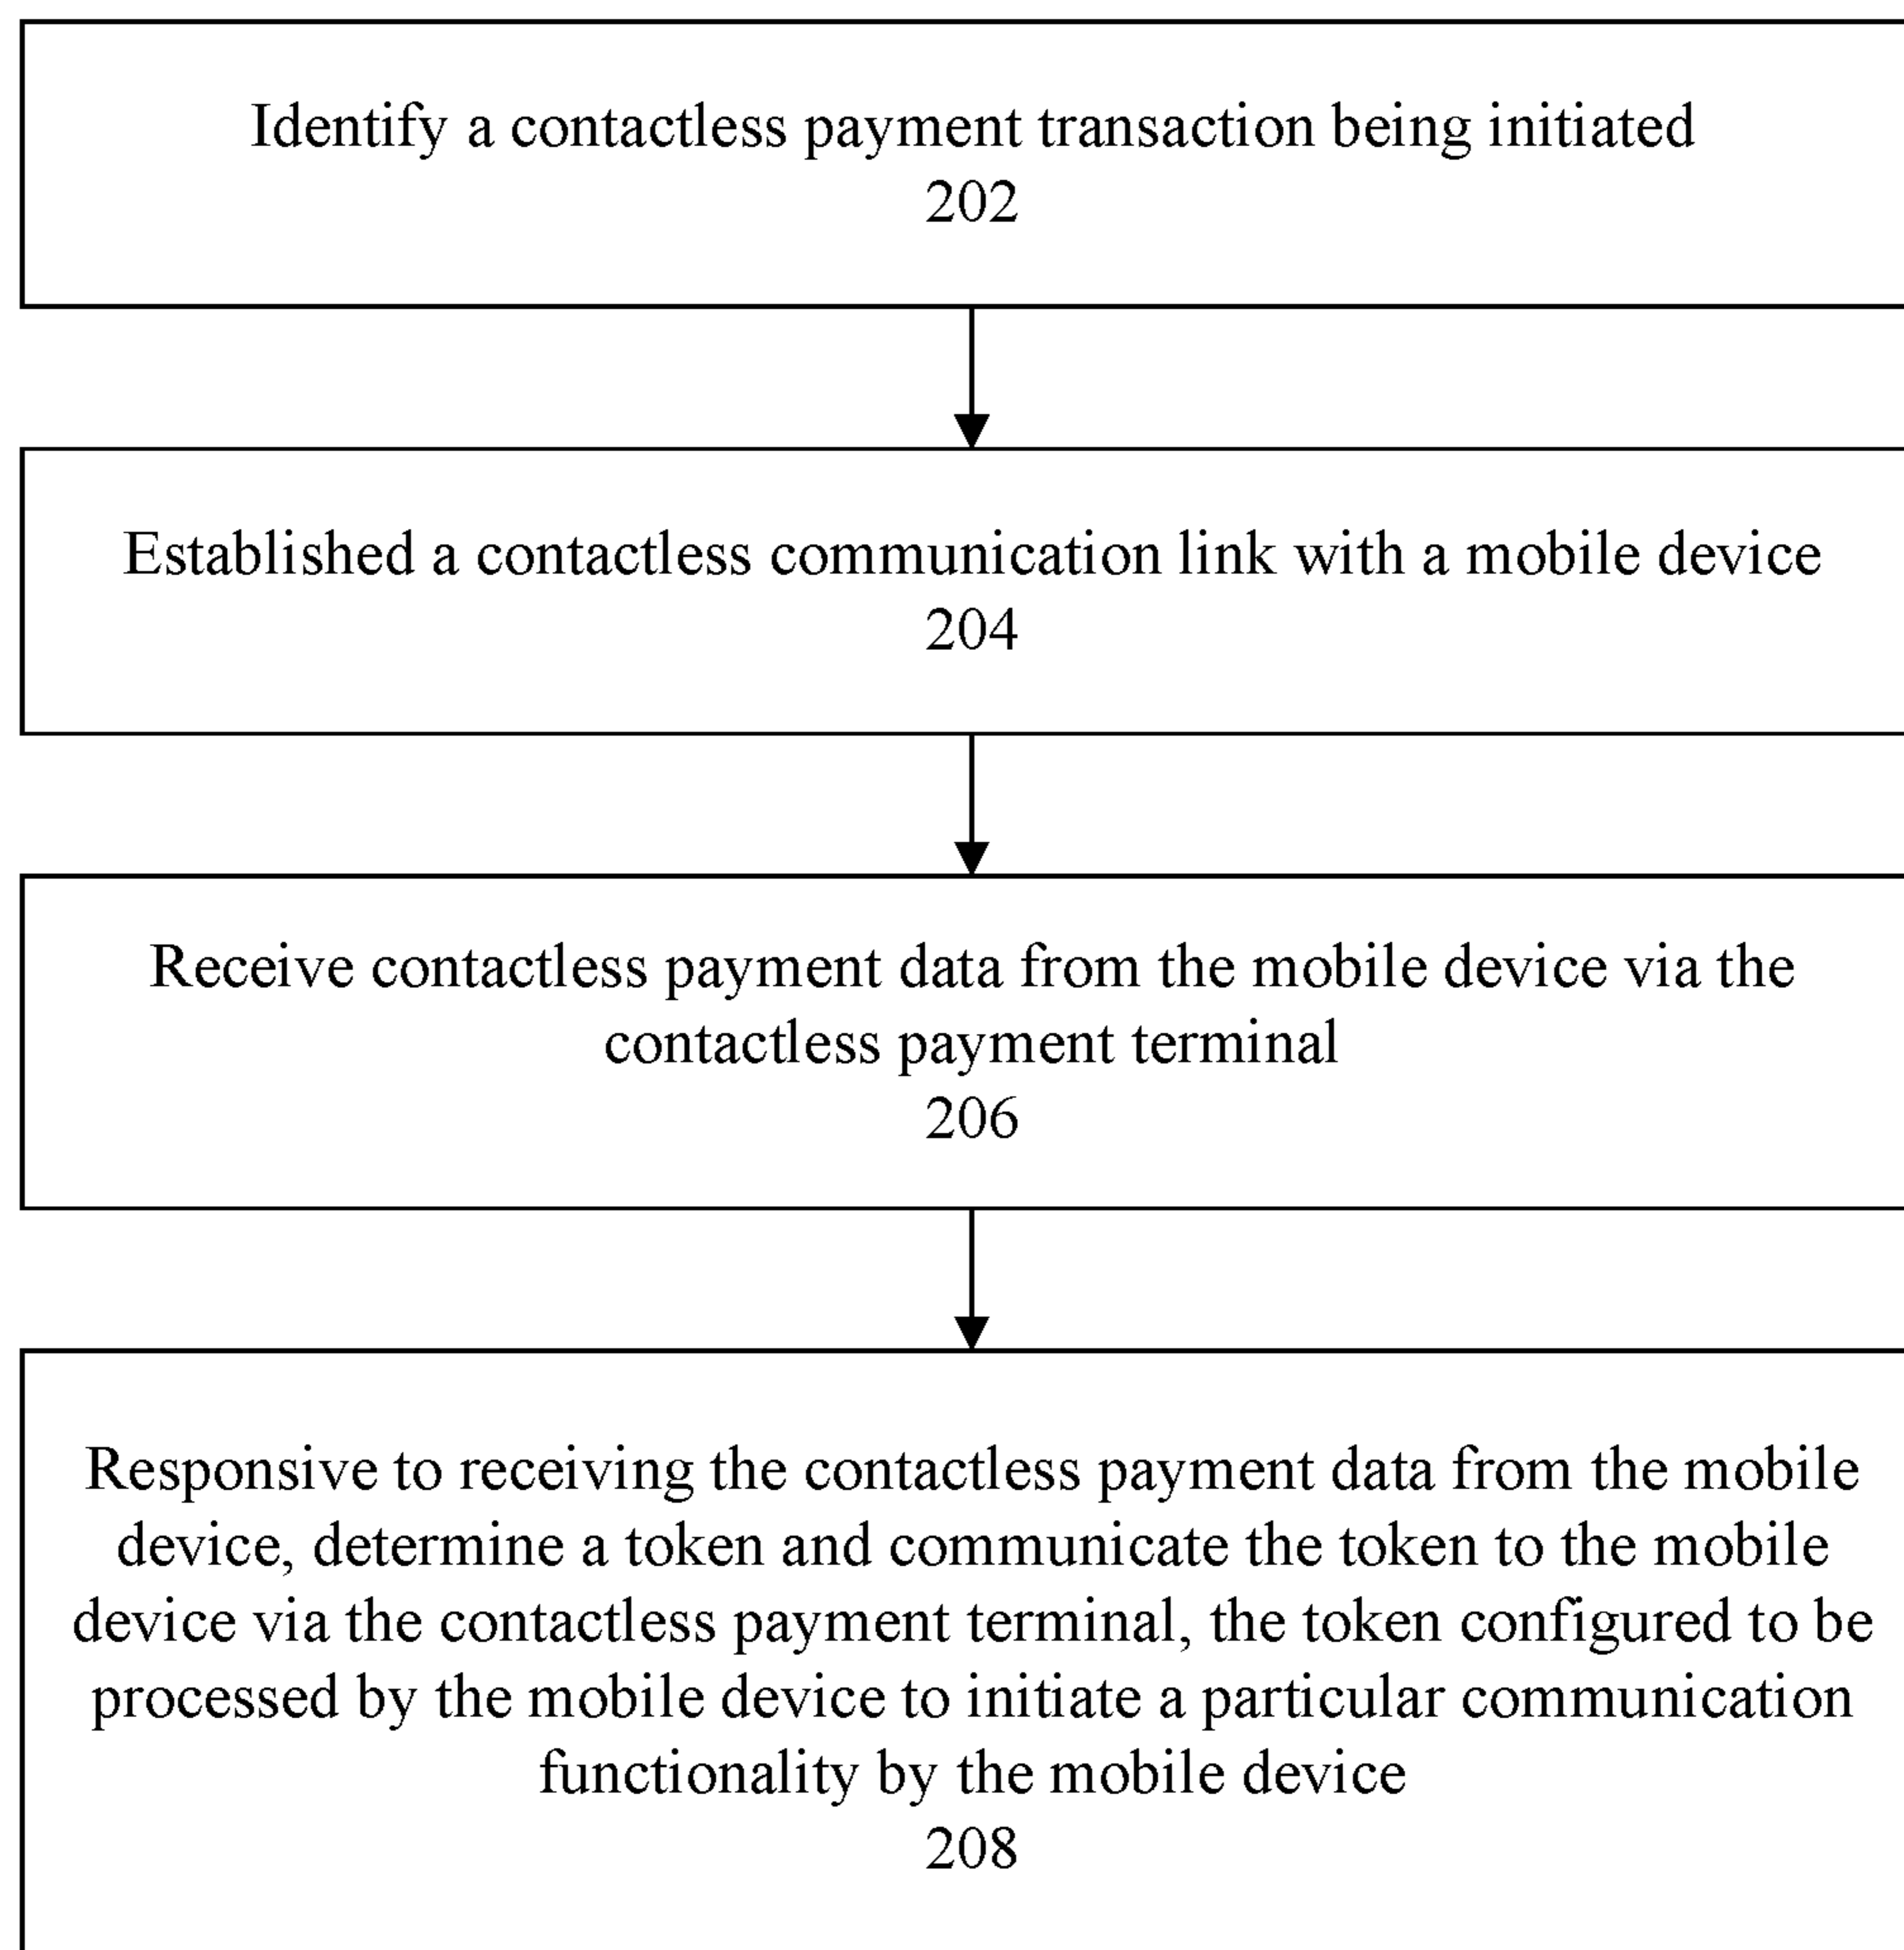 Identify a contactless payment transaction being initiated
202
Established a contactless communication link with a mobile device
204
Receive contactless payment data from the mobile device via the
contactless payment terminal
206
Responsive to receiving the contactless payment data from the mobile
device, determine a token and communicate the token to the mobile
device via the contactless payment terminal, the token configured to be
processed by the mobile device to initiate a particular communication
functionality by the mobile device
208